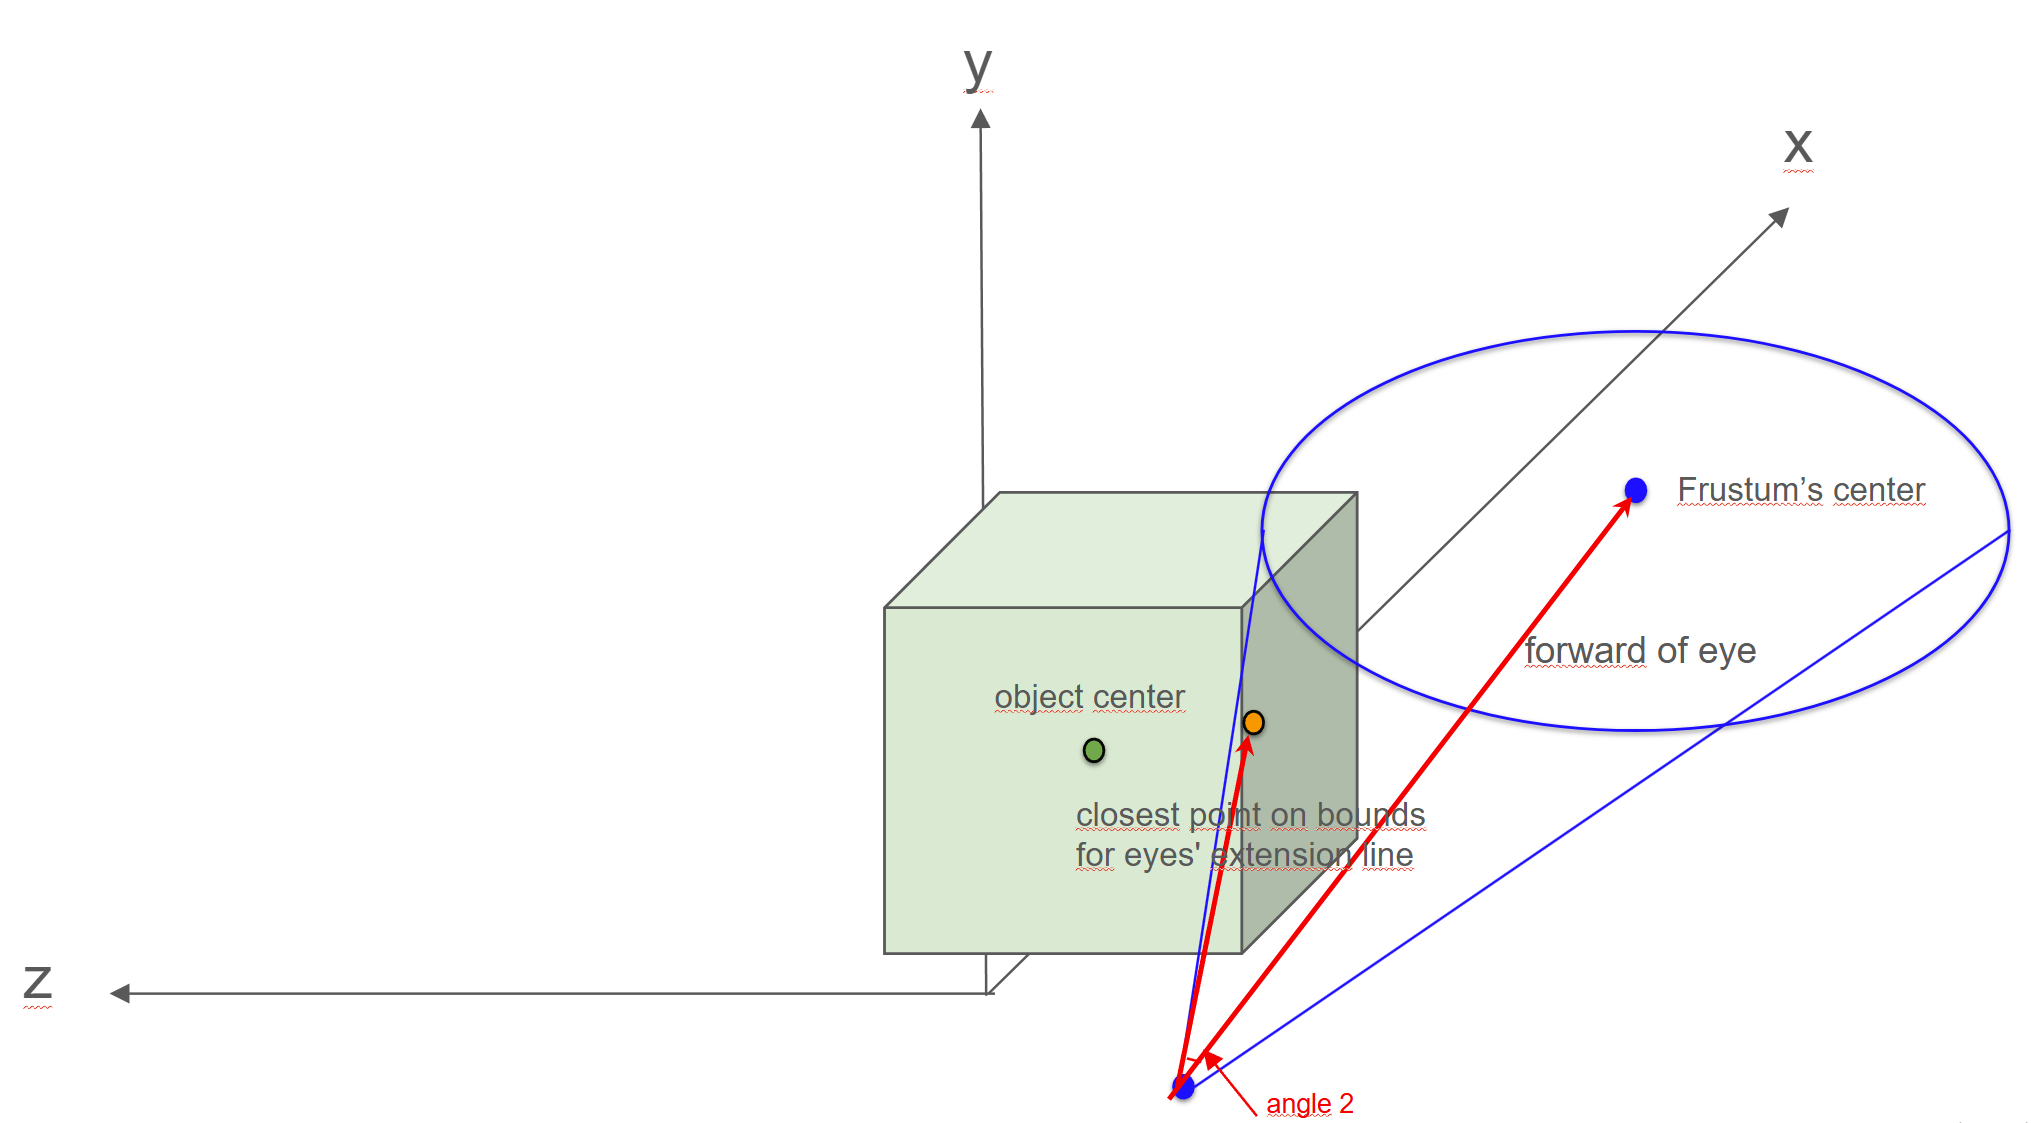 y
x
Frustum’s center
forward of eye
object center
closest point on bounds
for eyes' extension line
z
angle 2